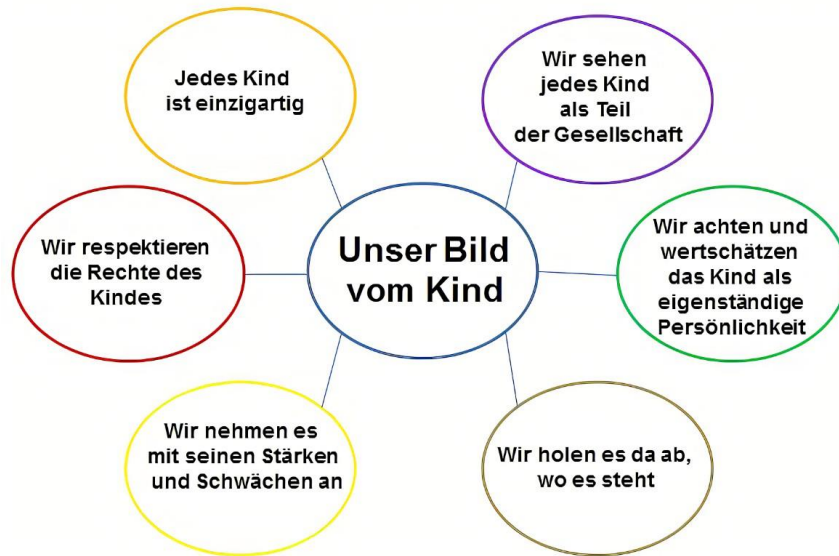 Jedes Kind
ist einzigartig
Wir sehen
jedes Kind
als Teil
der Gesellschaft
Wir respektieren
die Rechte des
Kindes
Unser Bild
vom Kind
Wir achten und
wertschätzen
das Kind als
eigenständige
Persönlichkeit
Wir nehmen es
mit seinen Stärken
und Schwächen an
Wir holen es da ab,
wo es steht